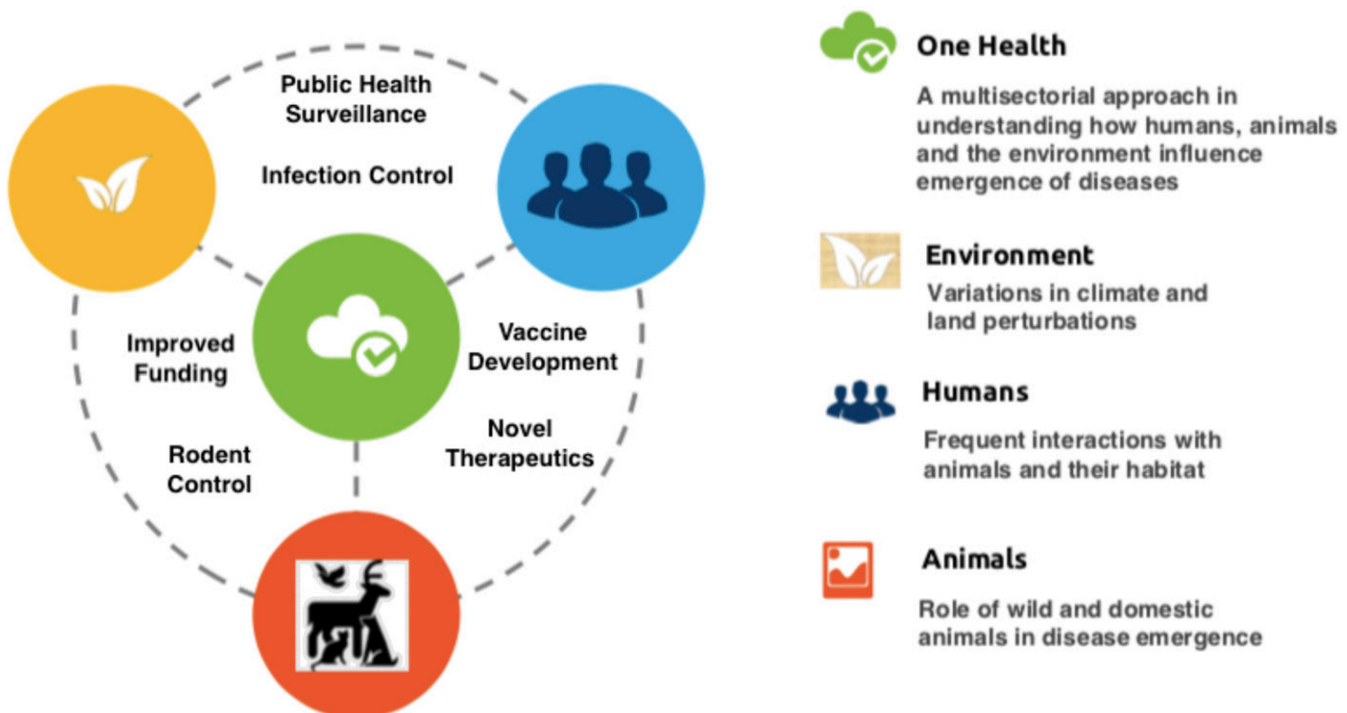 Public Health
Surveillance
Infection Control
Improved
Funding
Vaccine
Development
Rodent
Control
Novel
Therapeutics
One Health
A multisectorial approach in
understanding how humans, animals
and the environment influence
emergence of diseases
Environment
Variations in climate and
land perturbations
Humans
Frequent interactions with
animals and their habitat
Animals
Role of wild and domestic
animals in disease emergence